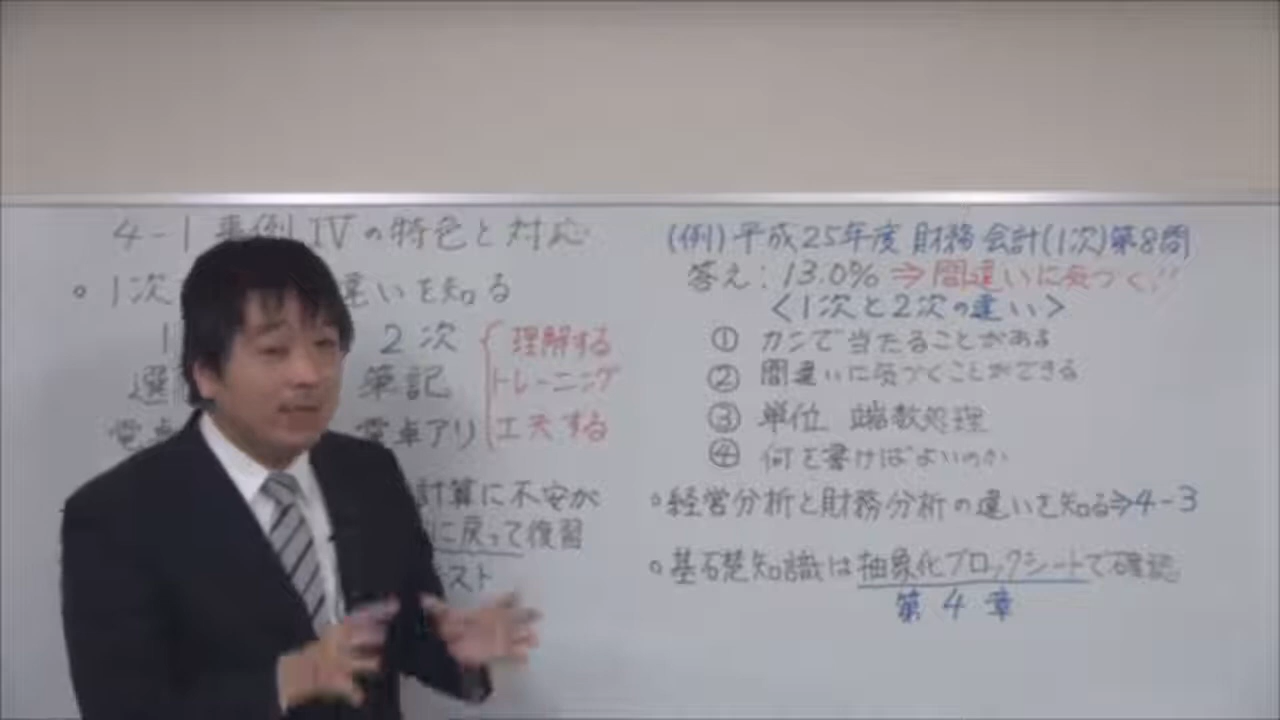 4-1 事例Ⅳの特色と対応
。1次 違いを知る
1 2次 理解する
選 筆記 トレーニング
電卓 電卓アリ 工夫する
計算に不安が
に戻って復習
スト
(例)平成25年度 財務会計(1次)第8問
答え:13.0% ⇒間違いに気づく!!
<1次と2次の違い>
① カンで当たることがある
② 間違いに気づくことができる
③ 単位 端数処理
④ 何を書けばよいのか
。経営分析と財務分析の違いを知る⇒4-3
。基礎知識は抽象化ブロックシートで確認
第4章